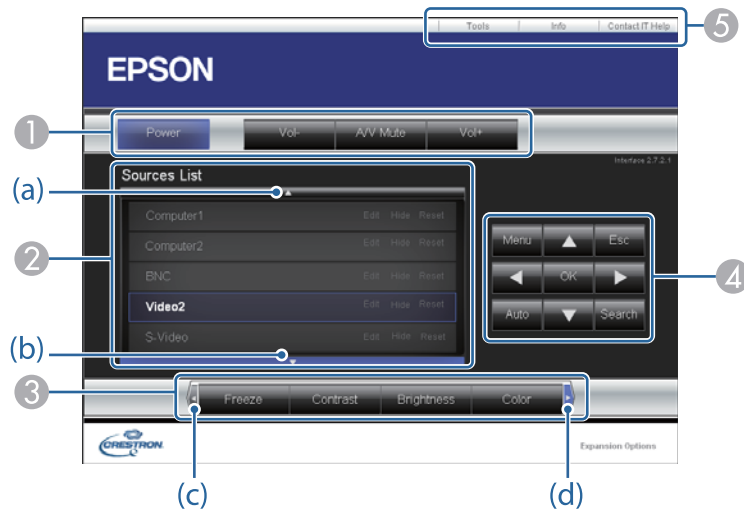 Tools Info Contact IT Help
5
EPSON
1
Power Vol- A/V Mute Vol+
Interface 2.7.2.1
Sources List
(a)
Computer1 Edit Hide Reset
Computer2 Edit Hide Reset
2
BNC Edit Hide Reset
Video2 Edit Hide Reset
S-Video Edit Hide Reset
(b)
Menu Esc
OK
4
Auto Search
3
Freeze Contrast Brightness Color
CRESTRON
Expansion Options
(c) (d)